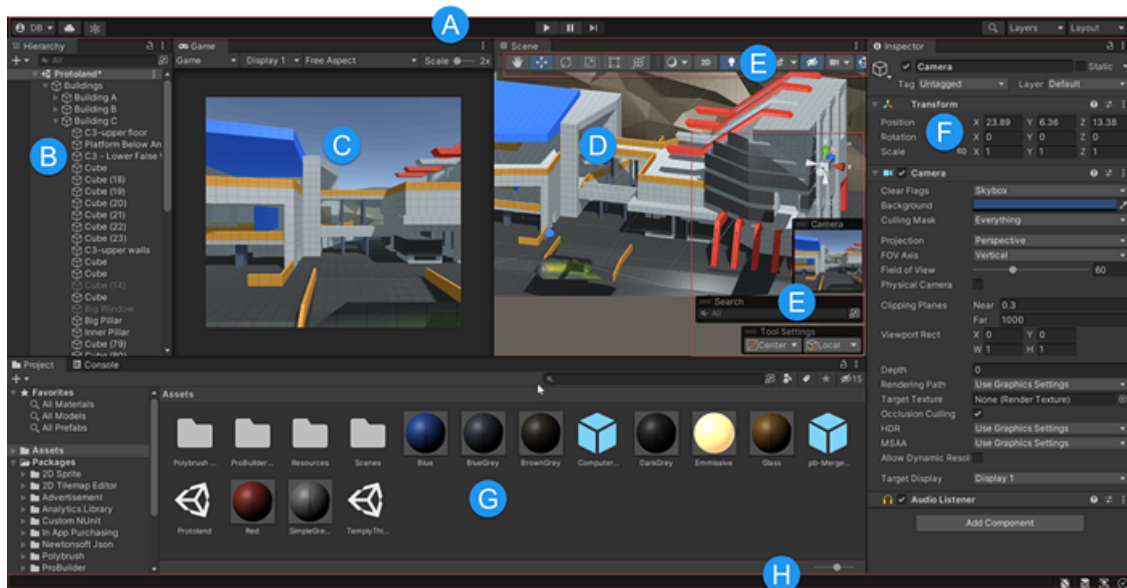 DB
A
Layers
Layout
Hierarchy
All
Protoland*
Buildings
Building A
Building B
Building C
C3-upper floor
Platform Below An
C3 - Lower False
Cube
Cube (18)
Cube (19)
Cube (20)
Cube (21)
Cube (22)
Cube (23)
C3-upper walls
Cube
Cube
Cube (14)
Cube
Big Window
Big Pillar
Inner Pillar
Cube (79)
Cube (80)
B
Game
Game Display 1 Free Aspect Scale 2x
C
Scene
2D
E
D
Camera
Search
All
E
Tool Settings
Center Local
Inspector
Camera Static
Tag Untagged Layer Default
Transform
Position X 23.89 Y 6.36 Z 13.38
Rotation X 0 Y 0 Z 0
Scale X 1 Y 1 Z 1
F
Camera
Clear Flags Skybox
Background
Culling Mask Everything
Projection Perspective
FOV Axis Vertical
Field of View 60
Physical Camera
Clipping Planes Near 0.3
Far 1000
Viewport Rect X 0 Y 0
W 1 H 1
Depth 0
Rendering Path Use Graphics Settings
Target Texture None (Render Texture)
Occlusion Culling
HDR Use Graphics Settings
MSAA Use Graphics Settings
Allow Dynamic Resol
Target Display Display 1
Audio Listener
Add Component
Project Console
15
Favorites
All Materials
All Models
All Prefabs
Assets
Packages
2D Sprite
2D Tilemap Editor
Advertisement
Analytics Library
Custom NUnit
In App Purchasing
Newtonsoft Json
Polybrush
ProBuilder
Assets
Polybrush ... ProBuilder... Resources Scenes Blue BlueGrey BrownGrey Computer... DarkGrey Emmissive Glass pb-Merge...
Protoland Red SimpleGre... TemplyThi...
G
H